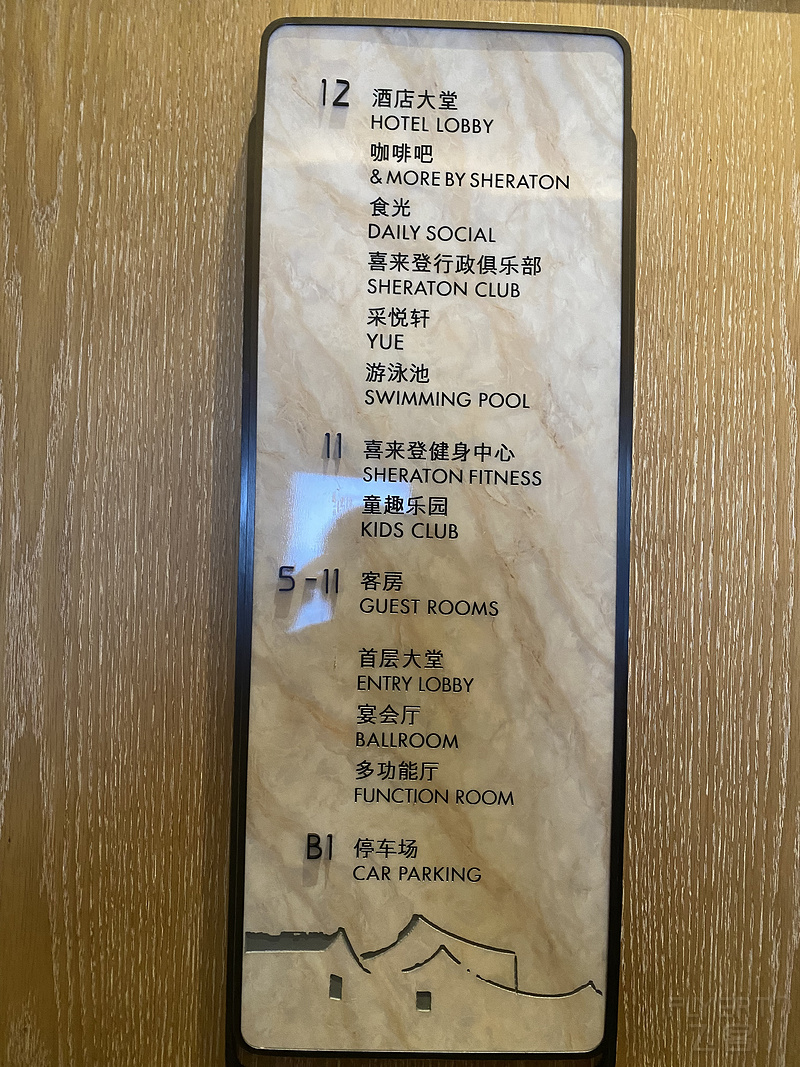 12 酒店大堂
HOTEL LOBBY
咖啡吧
& MORE BY SHERATON
食光
DAILY SOCIAL
喜来登行政俱乐部
SHERATON CLUB
采悦轩
YUE
游泳池
SWIMMING POOL
11 喜来登健身中心
SHERATON FITNESS
童趣乐园
KIDS CLUB
5-11 客房
GUEST ROOMS
首层大堂
ENTRY LOBBY
宴会厅
BALLROOM
多功能厅
FUNCTION ROOM
B1 停车场
CAR PARKING